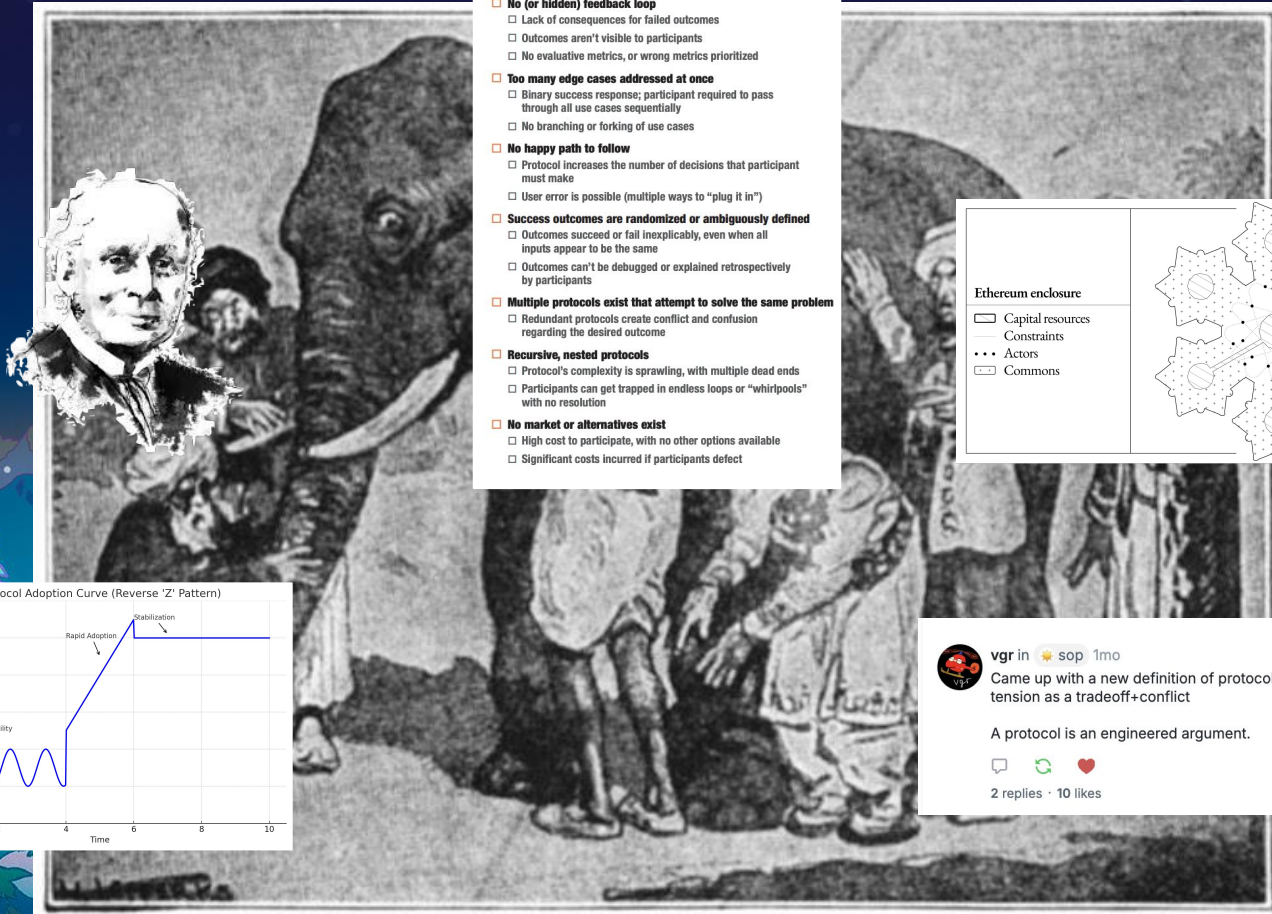 No (or hidden) feedback loop
Lack of consequences for failed outcomes
Outcomes aren't visible to participants
No evaluative metrics, or wrong metrics prioritized
Too many edge cases addressed at once
Binary success response; participant required to pass
through all use cases sequentially
No branching or forking of use cases
No happy path to follow
Protocol increases the number of decisions that participant
must make
User error is possible (multiple ways to “plug it in”)
Success outcomes are randomized or ambiguously defined
Outcomes succeed or fail inexplicably, even when all
inputs appear to be the same
Outcomes can't be debugged or explained retrospectively
by participants
Multiple protocols exist that attempt to solve the same problem
Redundant protocols create conflict and confusion
regarding the desired outcome
Recursive, nested protocols
Protocol's complexity is sprawling, with multiple dead ends
Participants can get trapped in endless loops or “whirlpools”
with no resolution
No market or alternatives exist
High cost to participate, with no other options available
Significant costs incurred if participants defect
Ethereum enclosure
Capital resources
Constraints
Actors
Commons
ocol Adoption Curve (Reverse 'Z' Pattern)
Stabilization
Rapid Adoption
ility
4 6 8 10
Time
vgr in sop 1mo
Came up with a new definition of protocol
tension as a tradeoff+conflict
A protocol is an engineered argument.
2 replies · 10 likes